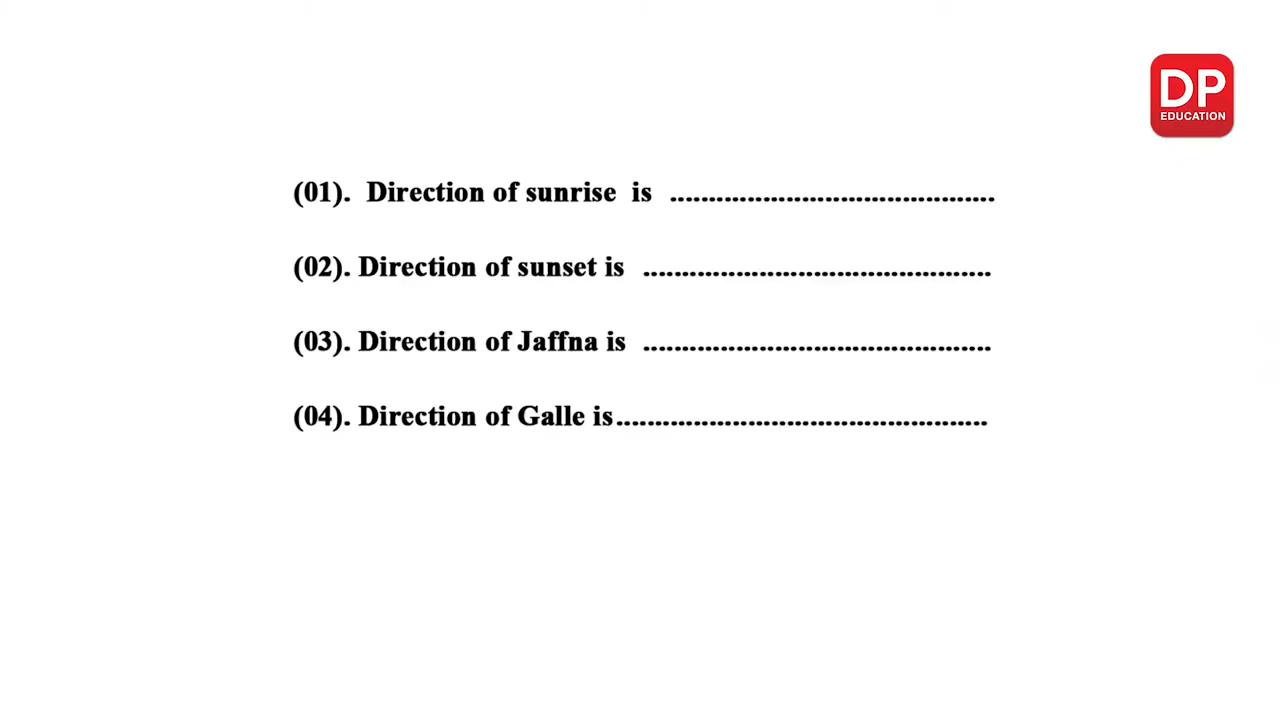 DP
EDUCATION
(01). Direction of sunrise is ..........................................
(02). Direction of sunset is .............................................
(03). Direction of Jaffna is .............................................
(04). Direction of Galle is................................................